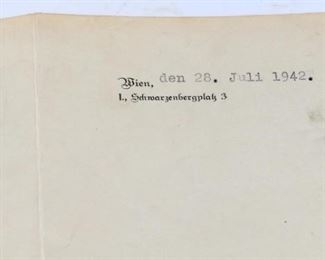 Wien, den 28. Juli 1942.
I., Schwarzenbergplatz 3